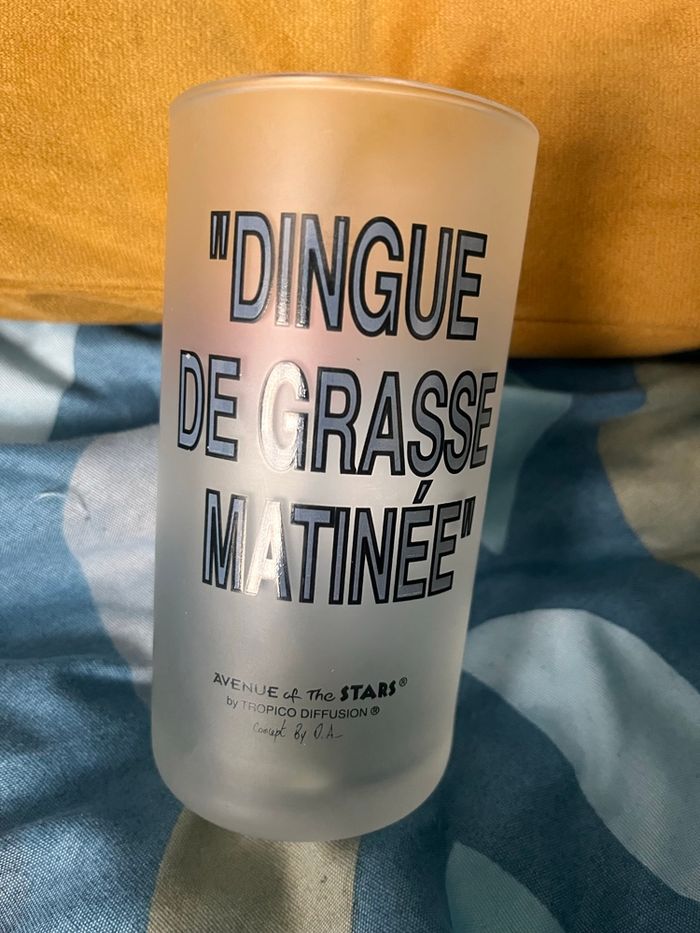 "DINGUE
DE GRASSE
MATINÉE"
AVENUE of The STARS®
by TROPICO DIFFUSION®
Concept By D.A